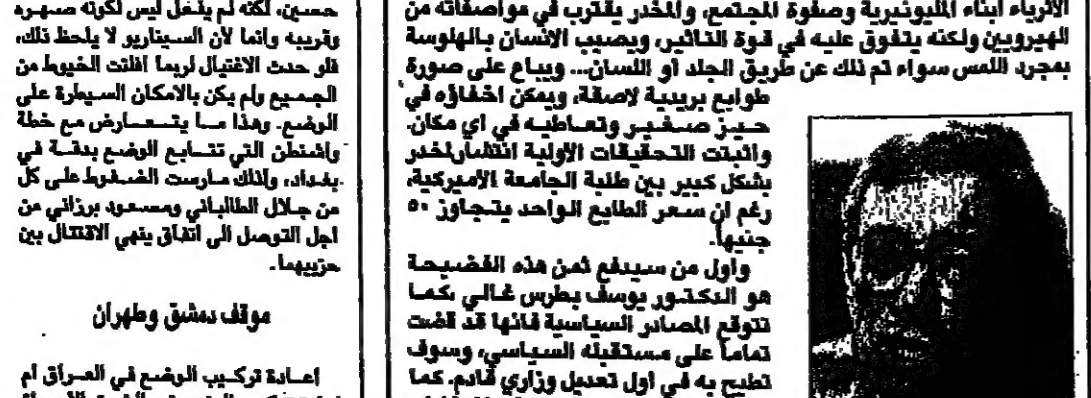 الاثرياء ابناء المليونيرية وصفوة المجتمع، والمخدر يقترب في مواصفاته من
الهيرويين ولكنه يتفوق عليه في قوة التاثير، ويصيب الانسان بالهلوسة
بمجرد اللمس سواء تم ذلك عن طريق الجلد أو اللسان... ويباع على صورة
طوابع بريدية لاصقة، ويمكن اخفاؤه في
حيز صغير وتعاطيه في اي مكان.
واثبتت التحقيقات الاولية انتشار المخدر
بشكل كبير بين طلبة الجامعة الاميركية،
رغم ان سعر الطابع الواحد يتجاوز ٥٠
جنيها.
واول من سيدفع ثمن هذه الفضيحة
هو الدكتور يوسف بطرس غالي ،كما
تتوقع المصادر السياسية فانها قد قضت
تماماً على مستقبله السياسي، وسوف
تطيح به في اول تعديل وزاري قادم. كما
حسين، لكنه لم يفعل ليس لكونه صهره
وقريبه وانما لأن السيناريو لا يلحظ ذلك،
فلو حدث الاغتيال لربما افلتت الخيوط من
الجميع ولم يكن بالامكان السيطرة على
الوضع. وهذا ما يتعارض مع خطة
واشنطن التي تتابع الوضع بدقة في
بغداد، ولذلك مارست الضغوط على كل
من جلال الطالباني ومسعود برزاني من
اجل التوصل الى اتفاق ينهي الاقتتال بين
حزبيهما.
موقف دمشق وطهران
اعادة تركيب الوضع في العراق ام